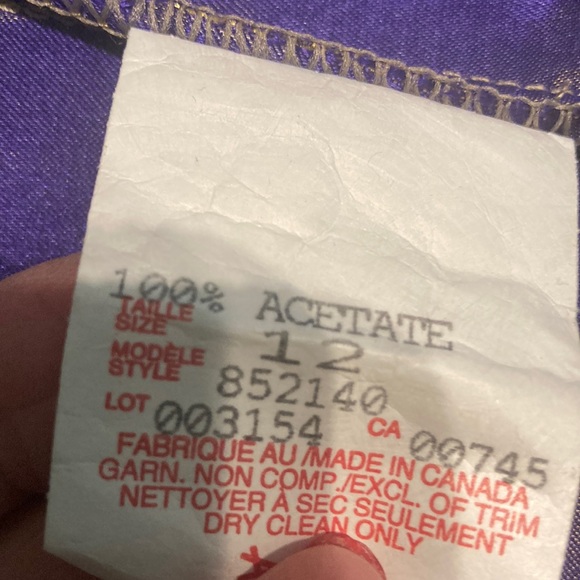 100% ACETATE
TAILLE
SIZE 12
MODÈLE
STYLE 852140
LOT 003154 CA 00745
FABRIQUE AU/MADE IN CANADA
GARN. NON COMP./EXCL. OF TRIM
NETTOYER À SEC SEULEMENT
DRY CLEAN ONLY